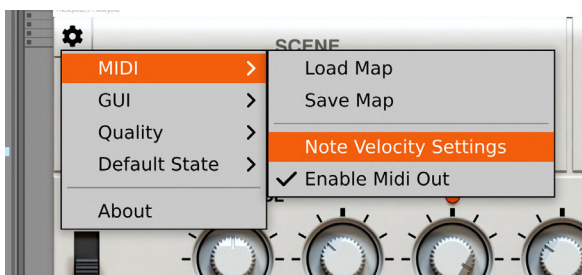 SCENE
MIDI
GUI
Quality
Default State
About
Load Map
Save Map
Note Velocity Settings
Enable Midi Out